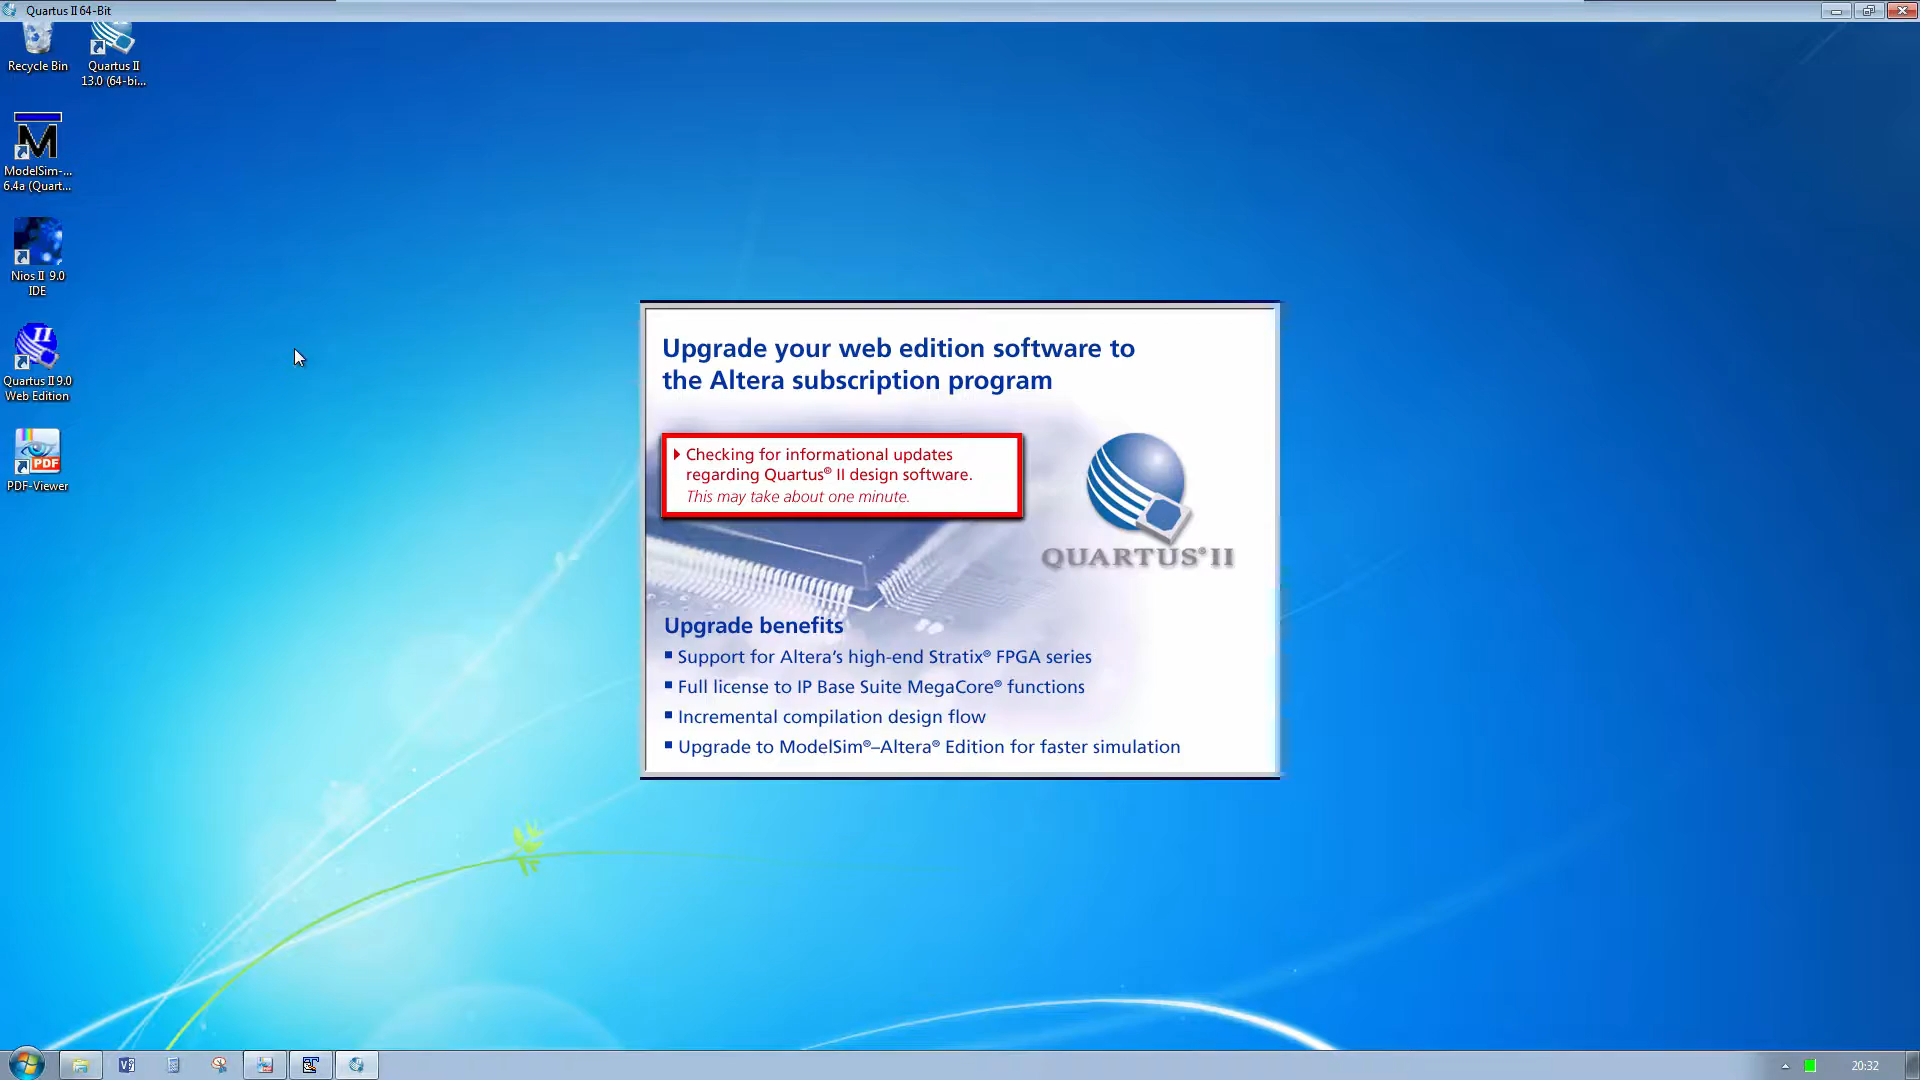 Quartus II 64-Bit
Recycle Bin
Quartus II
13.0 (64-bi...
M
ModelSim-...
6.4a (Quart...
Nios II 9.0
IDE
II
Quartus II 9.0
Web Edition
PDF
PDF-Viewer
Upgrade your web edition software to
the Altera subscription program
Checking for informational updates
regarding Quartus® II design software.
This may take about one minute.
QUARTUS® II
Upgrade benefits
▪ Support for Altera's high-end Stratix® FPGA series
▪ Full license to IP Base Suite MegaCore® functions
▪ Incremental compilation design flow
▪ Upgrade to ModelSim®–Altera® Edition for faster simulation
20:32